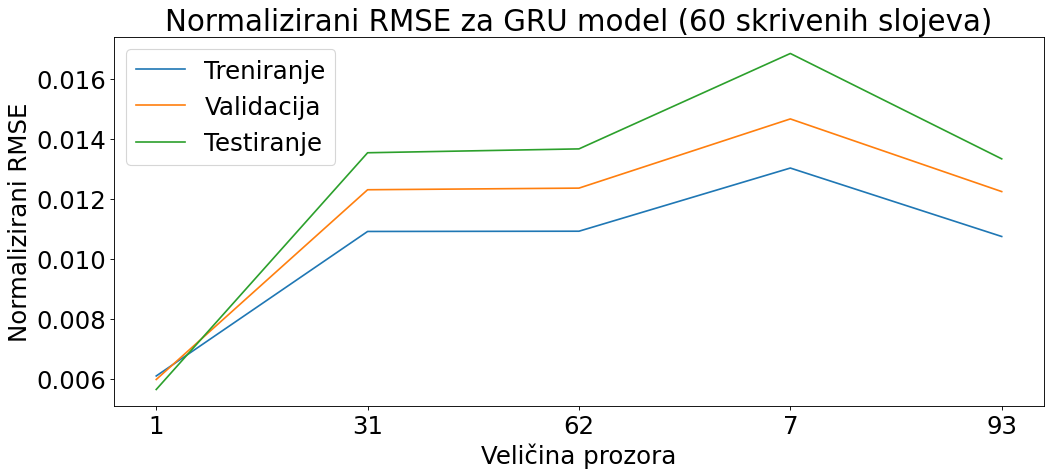 Normalizirani RMSE za GRU model (60 skrivenih slojeva)
Treniranje
Validacija
Testiranje
Normalizirani RMSE
0.016
0.014
0.012
0.010
0.008
0.006
1 31 62 7 93
Veličina prozora